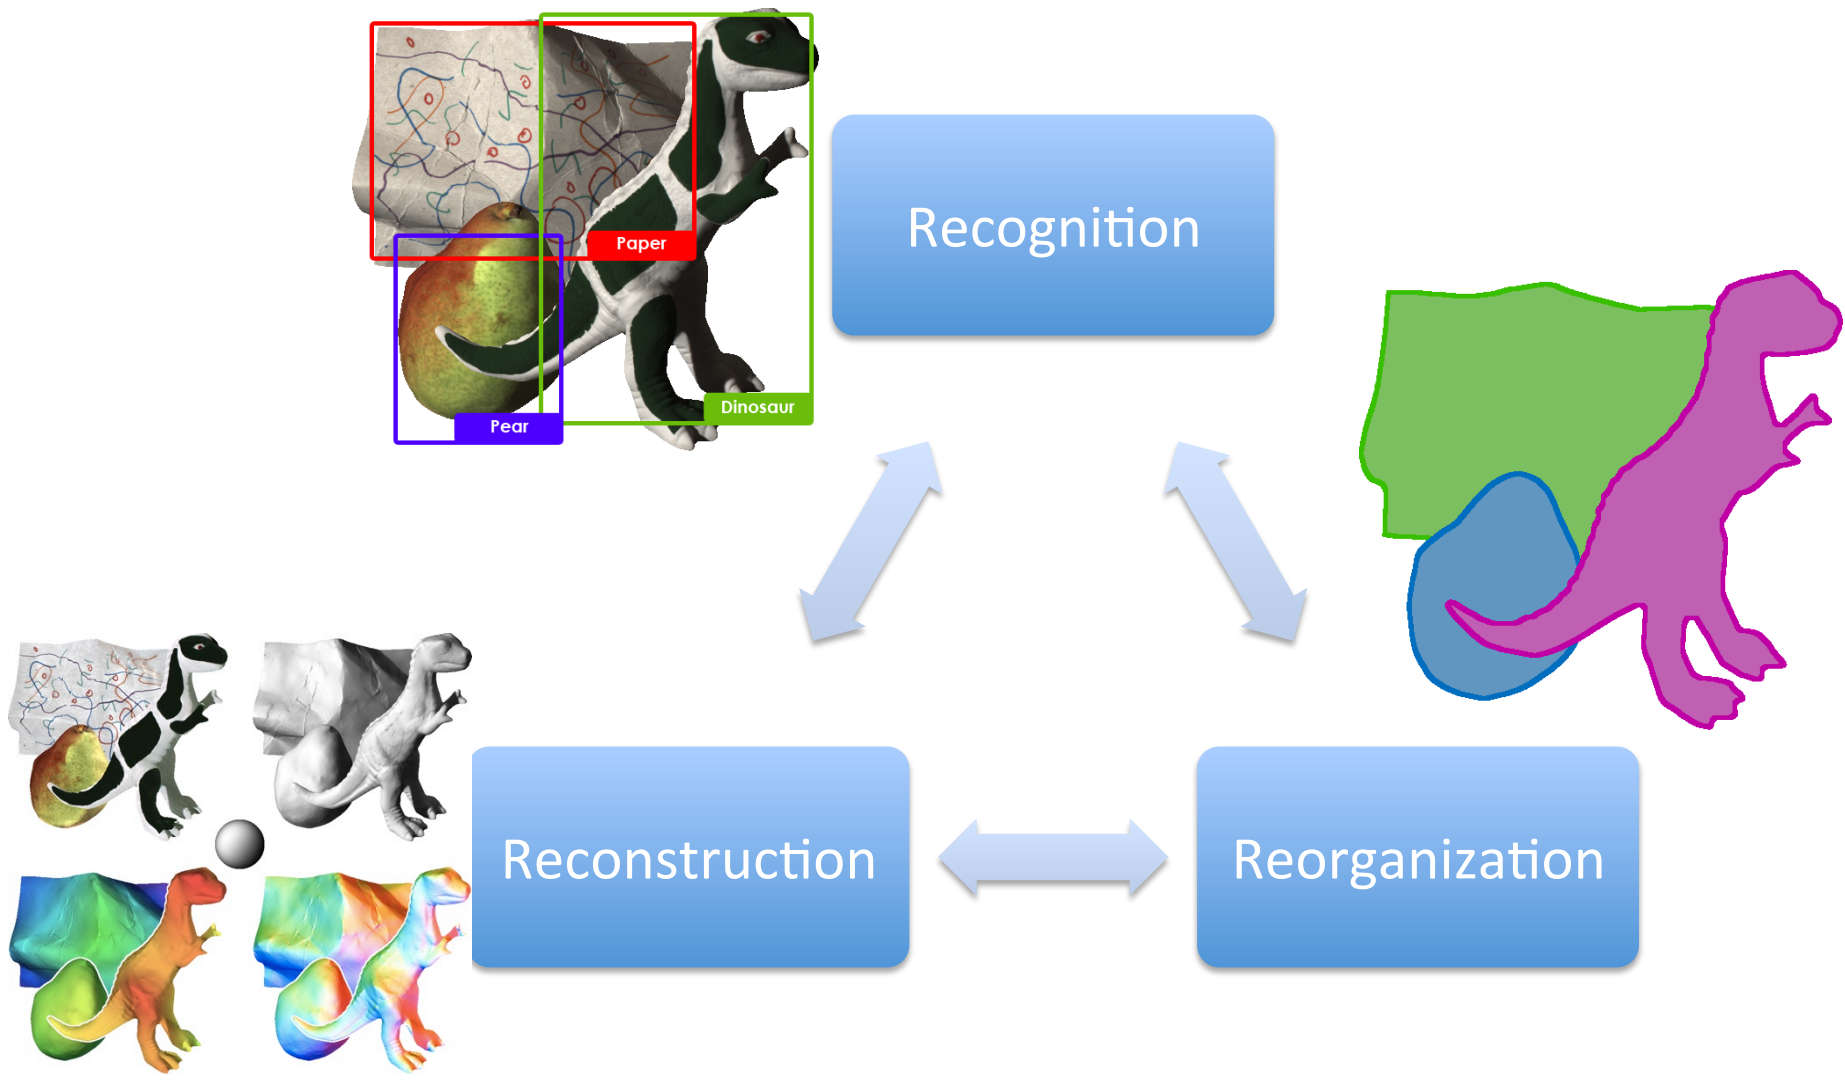 Paper
Dinosaur
Pear
Recognition
Reconstruction
Reorganization